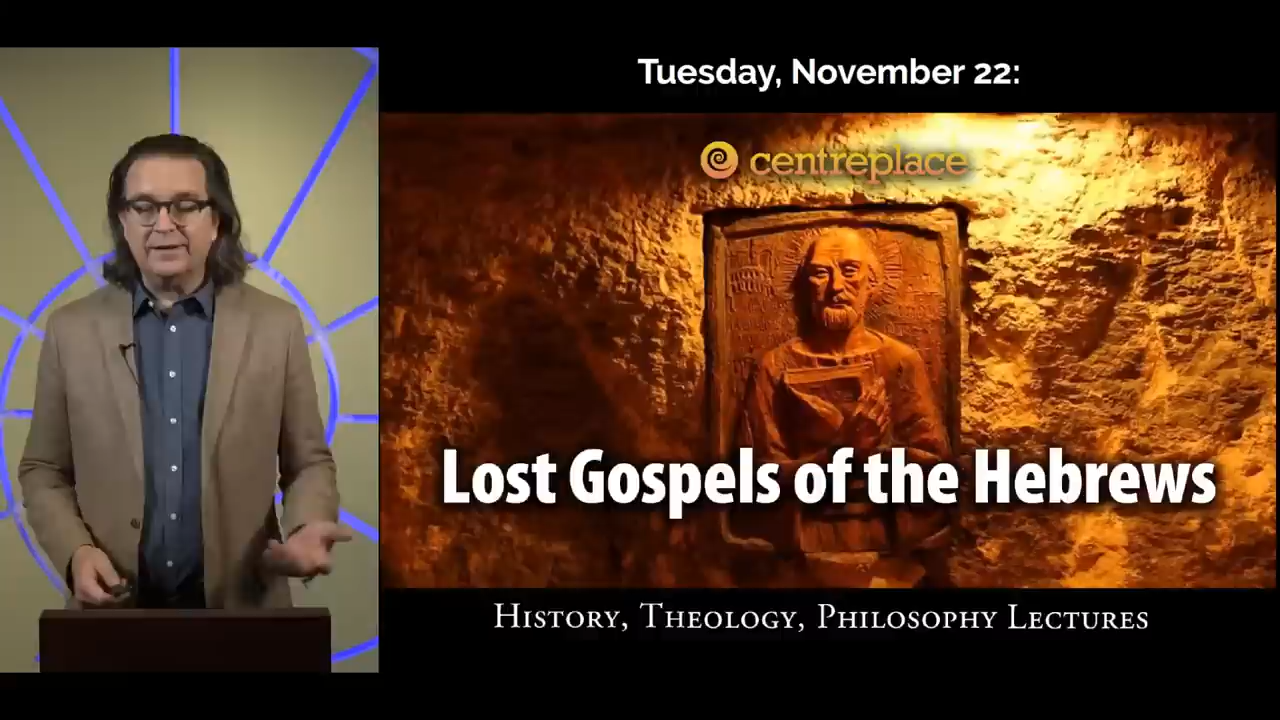 Tuesday, November 22:
centreplace
Lost Gospels of the Hebrews
History, Theology, Philosophy Lectures